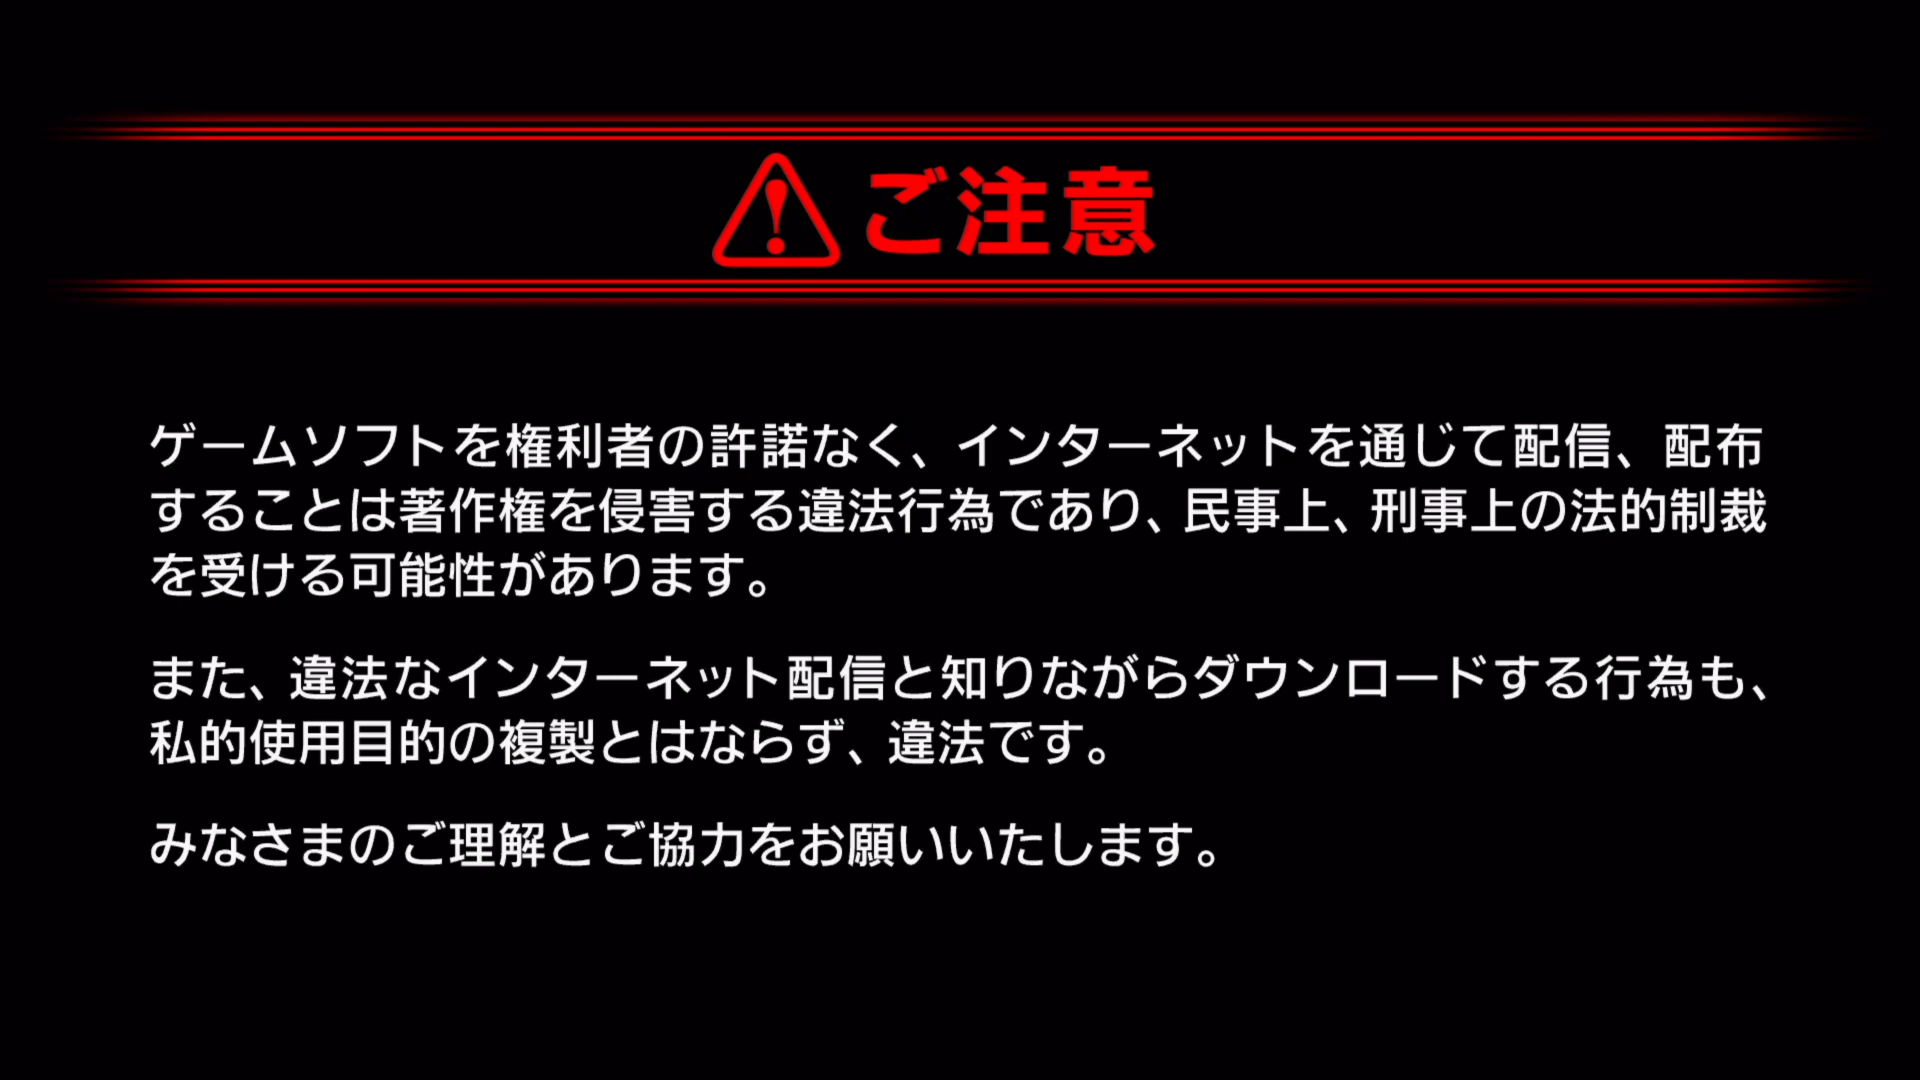 ご注意
ゲームソフトを権利者の許諾なく、インターネットを通じて配信、配布
することは著作権を侵害する違法行為であり、民事上、刑事上の法的制裁
を受ける可能性があります。
また、違法なインターネット配信と知りながらダウンロードする行為も、
私的使用目的の複製とはならず、違法です。
みなさまのご理解とご協力をお願いいたします。